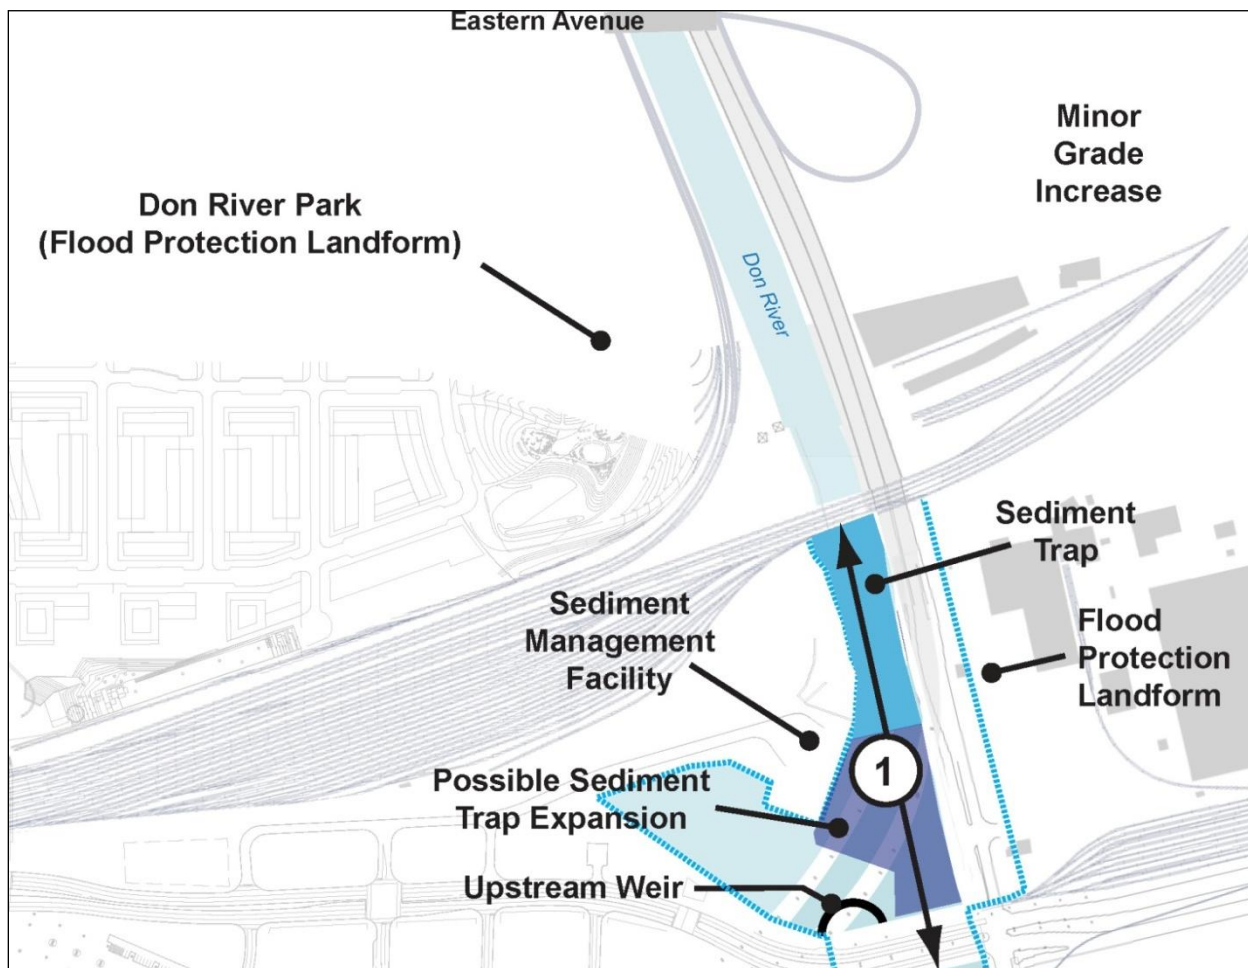 Eastern Avenue
Minor
Grade
Increase
Don River Park
(Flood Protection Landform)
Don River
Sediment
Trap
Sediment
Management
Facility
Flood
Protection
Landform
1
Possible Sediment
Trap Expansion
Upstream Weir